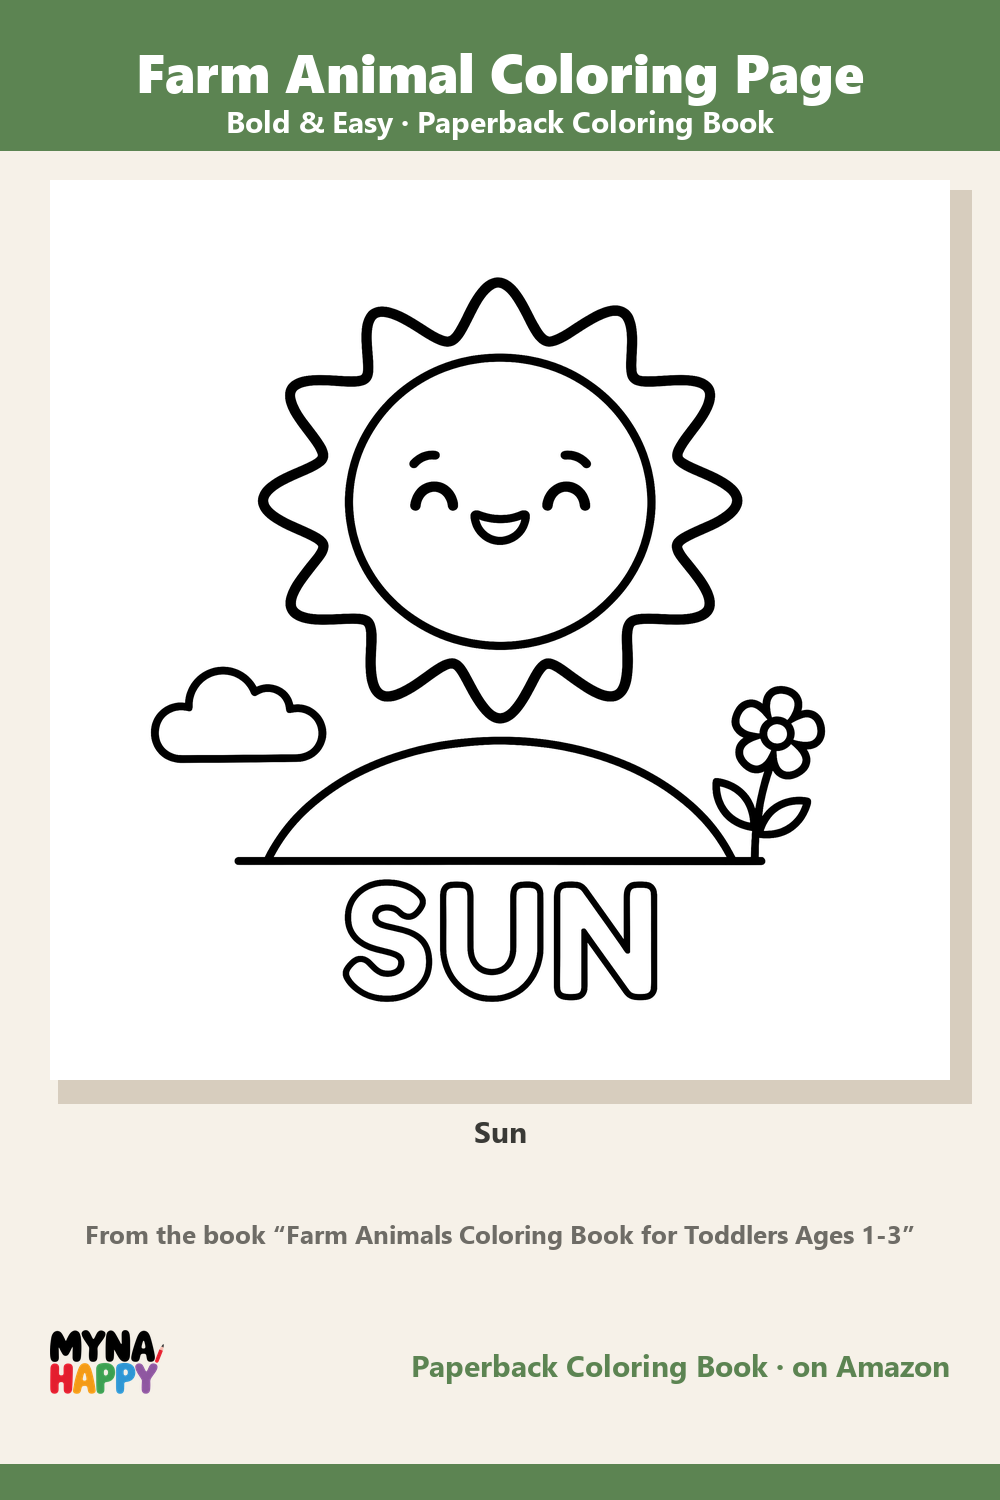 Farm Animal Coloring Page
Bold & Easy · Paperback Coloring Book
SUN
Sun
From the book “Farm Animals Coloring Book for Toddlers Ages 1-3”
MYNA
HAPPY
Paperback Coloring Book · on Amazon